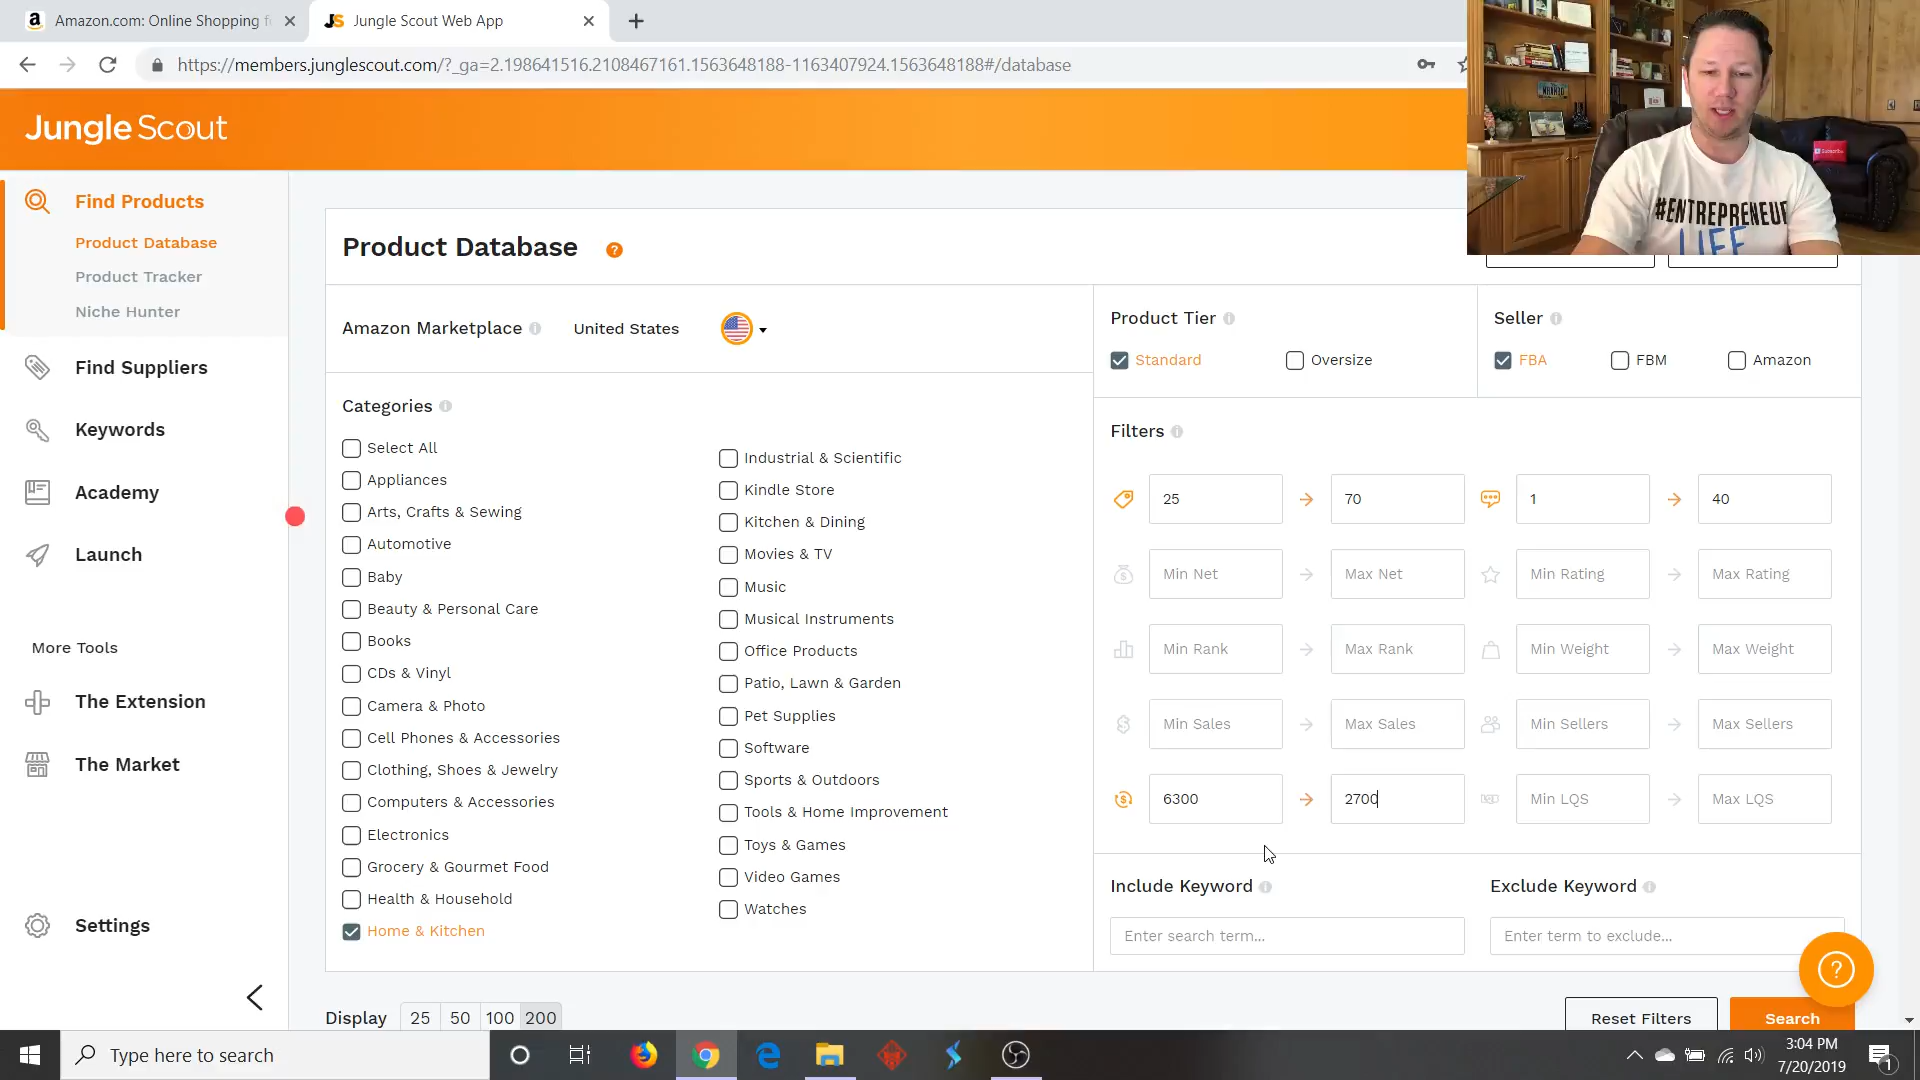 Amazon.com: Online Shopping f
Jungle Scout Web App
https://members.junglescout.com/?_ga=2.198641516.2108467161.1563648188-1163407924.1563648188#/database
Jungle Scout
#ENTREPRENEUR
LIFE
Find Products
Product Database
Product Tracker
Niche Hunter
Find Suppliers
Keywords
Academy
Launch
More Tools
The Extension
The Market
Settings
Product Database ?
Amazon Marketplace United States
Categories
Select All
Appliances
Arts, Crafts & Sewing
Automotive
Baby
Beauty & Personal Care
Books
CDs & Vinyl
Camera & Photo
Cell Phones & Accessories
Clothing, Shoes & Jewelry
Computers & Accessories
Electronics
Grocery & Gourmet Food
Health & Household
Home & Kitchen
Industrial & Scientific
Kindle Store
Kitchen & Dining
Movies & TV
Music
Musical Instruments
Office Products
Patio, Lawn & Garden
Pet Supplies
Software
Sports & Outdoors
Tools & Home Improvement
Toys & Games
Video Games
Watches
Product Tier
Standard Oversize
Seller
FBA FBM Amazon
Filters
25 70 1 40
Min Net Max Net Min Rating Max Rating
Min Rank Max Rank Min Weight Max Weight
Min Sales Max Sales Min Sellers Max Sellers
6300 2700 Min LQS Max LQS
Include Keyword Exclude Keyword
Enter search term... Enter term to exclude...
?
Display 25 50 100 200
Reset Filters Search
Type here to search
3:04 PM
7/20/2019
1